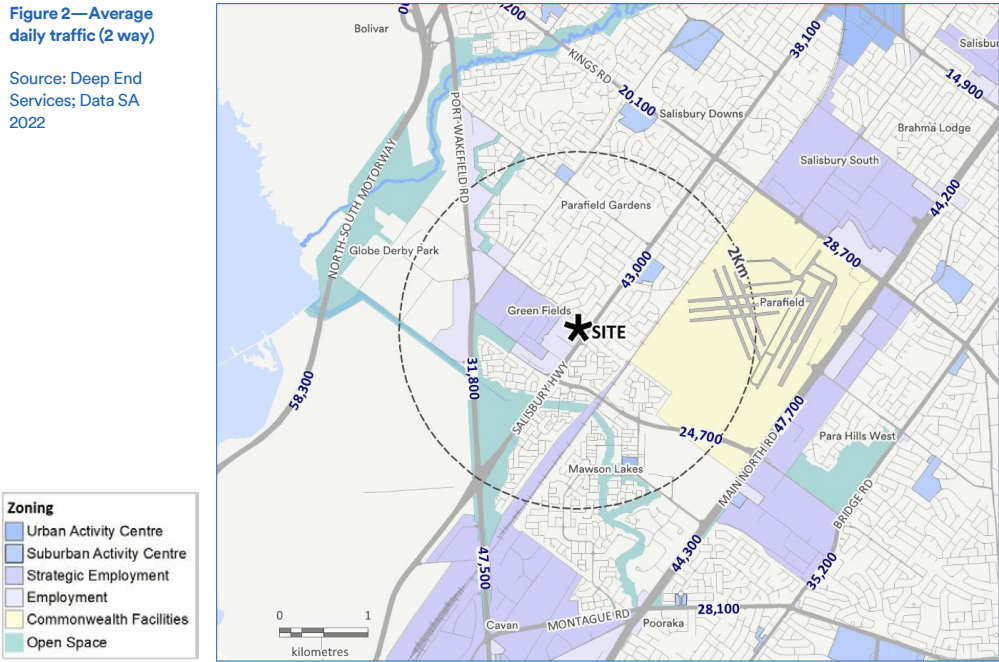 Figure 2—Average
daily traffic (2 way)
Source: Deep End
Services; Data SA
2022
Bolivar
KINGS RD
20,100
38,100
Salisbury Downs
14,900
Brahma Lodge
Salisbury South
PORT-WAKEFIELD RD
NORTH-SOUTH MOTORWAY
Parafield Gardens
44,200
Globe Derby Park
43,000
2Km
28,700
Parafield
Green Fields
SITE
31,800
58,300
SALISBURY HWY
24,700
47,700
MAIN NORTH RD
Para Hills West
Mawson Lakes
BRIDGE RD
44,300
47,500
35,200
28,100
Cavan
MONTAGUE RD
Pooraka
0 1
kilometres
Zoning
Urban Activity Centre
Suburban Activity Centre
Strategic Employment
Employment
Commonwealth Facilities
Open Space